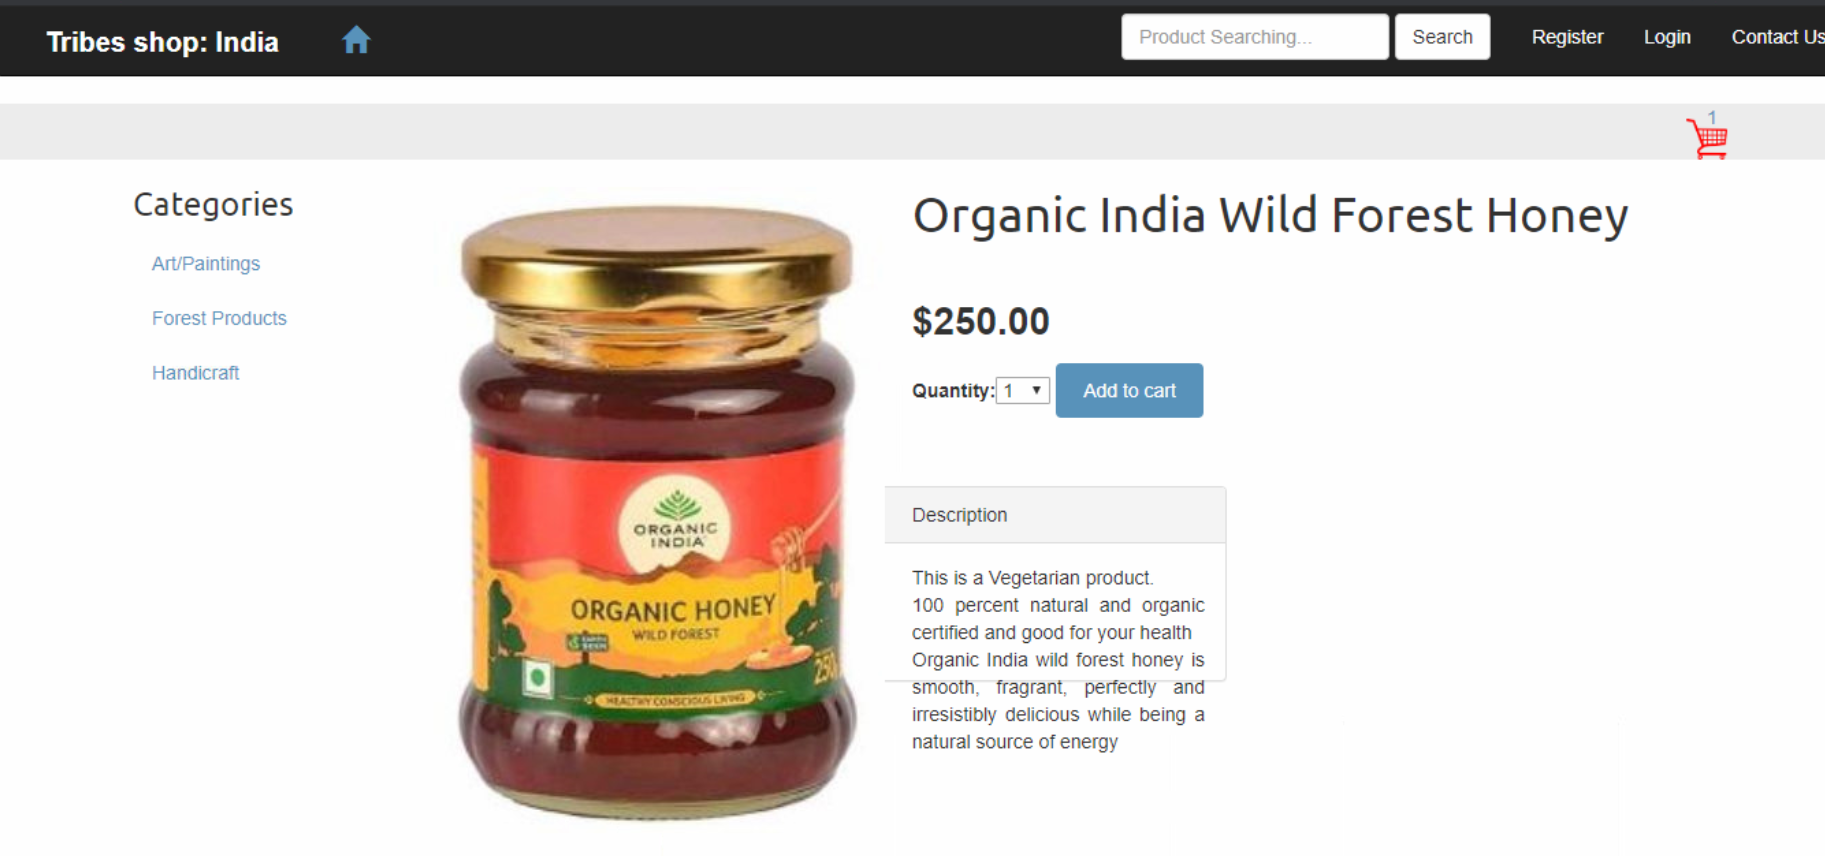 Tribes shop: India
Product Searching...
Search
Register
Login
Contact Us
1
Categories
Art/Paintings
Forest Products
Handicraft
ORGANIC
INDIA
ORGANIC HONEY
WILD FOREST
250
HEALTHY CONSCIOUS LIVING
Organic India Wild Forest Honey
$250.00
Quantity: 1
Add to cart
Description
This is a Vegetarian product.
100 percent natural and organic
certified and good for your health
Organic India wild forest honey is
smooth, fragrant, perfectly and
irresistibly delicious while being a
natural source of energy